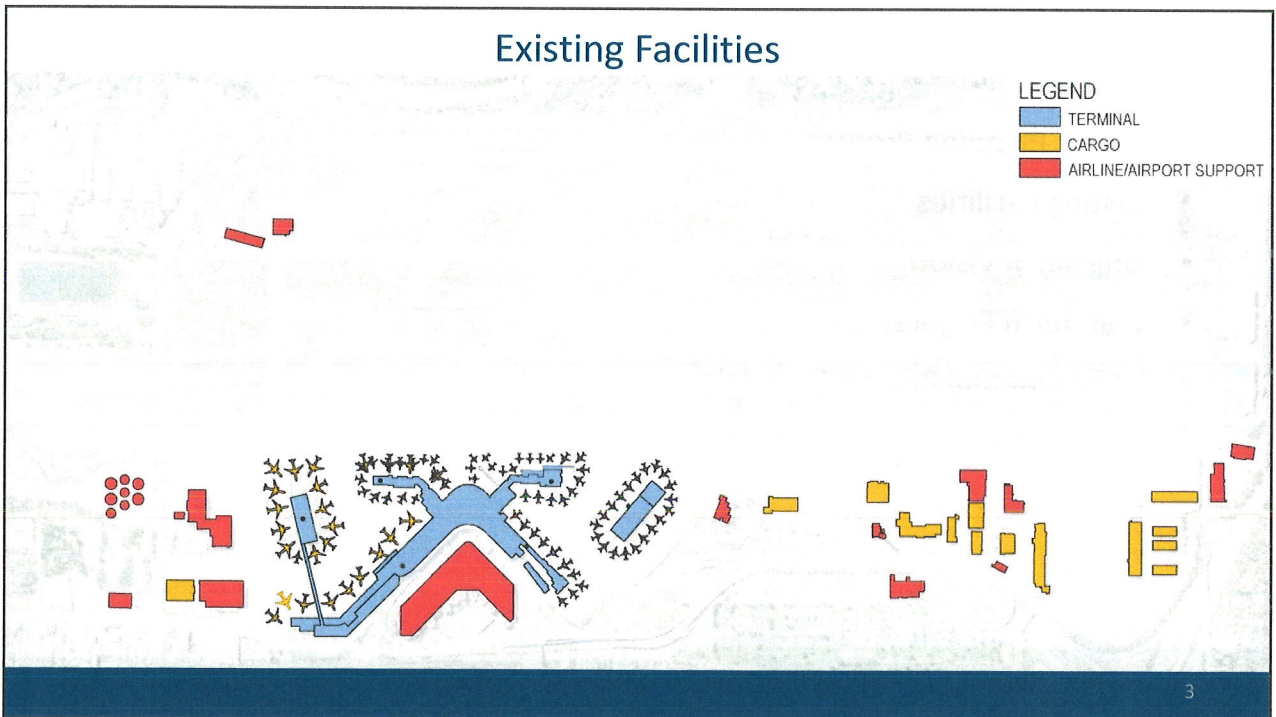 Existing Facilities
LEGEND
TERMINAL
CARGO
AIRLINE/AIRPORT SUPPORT
3